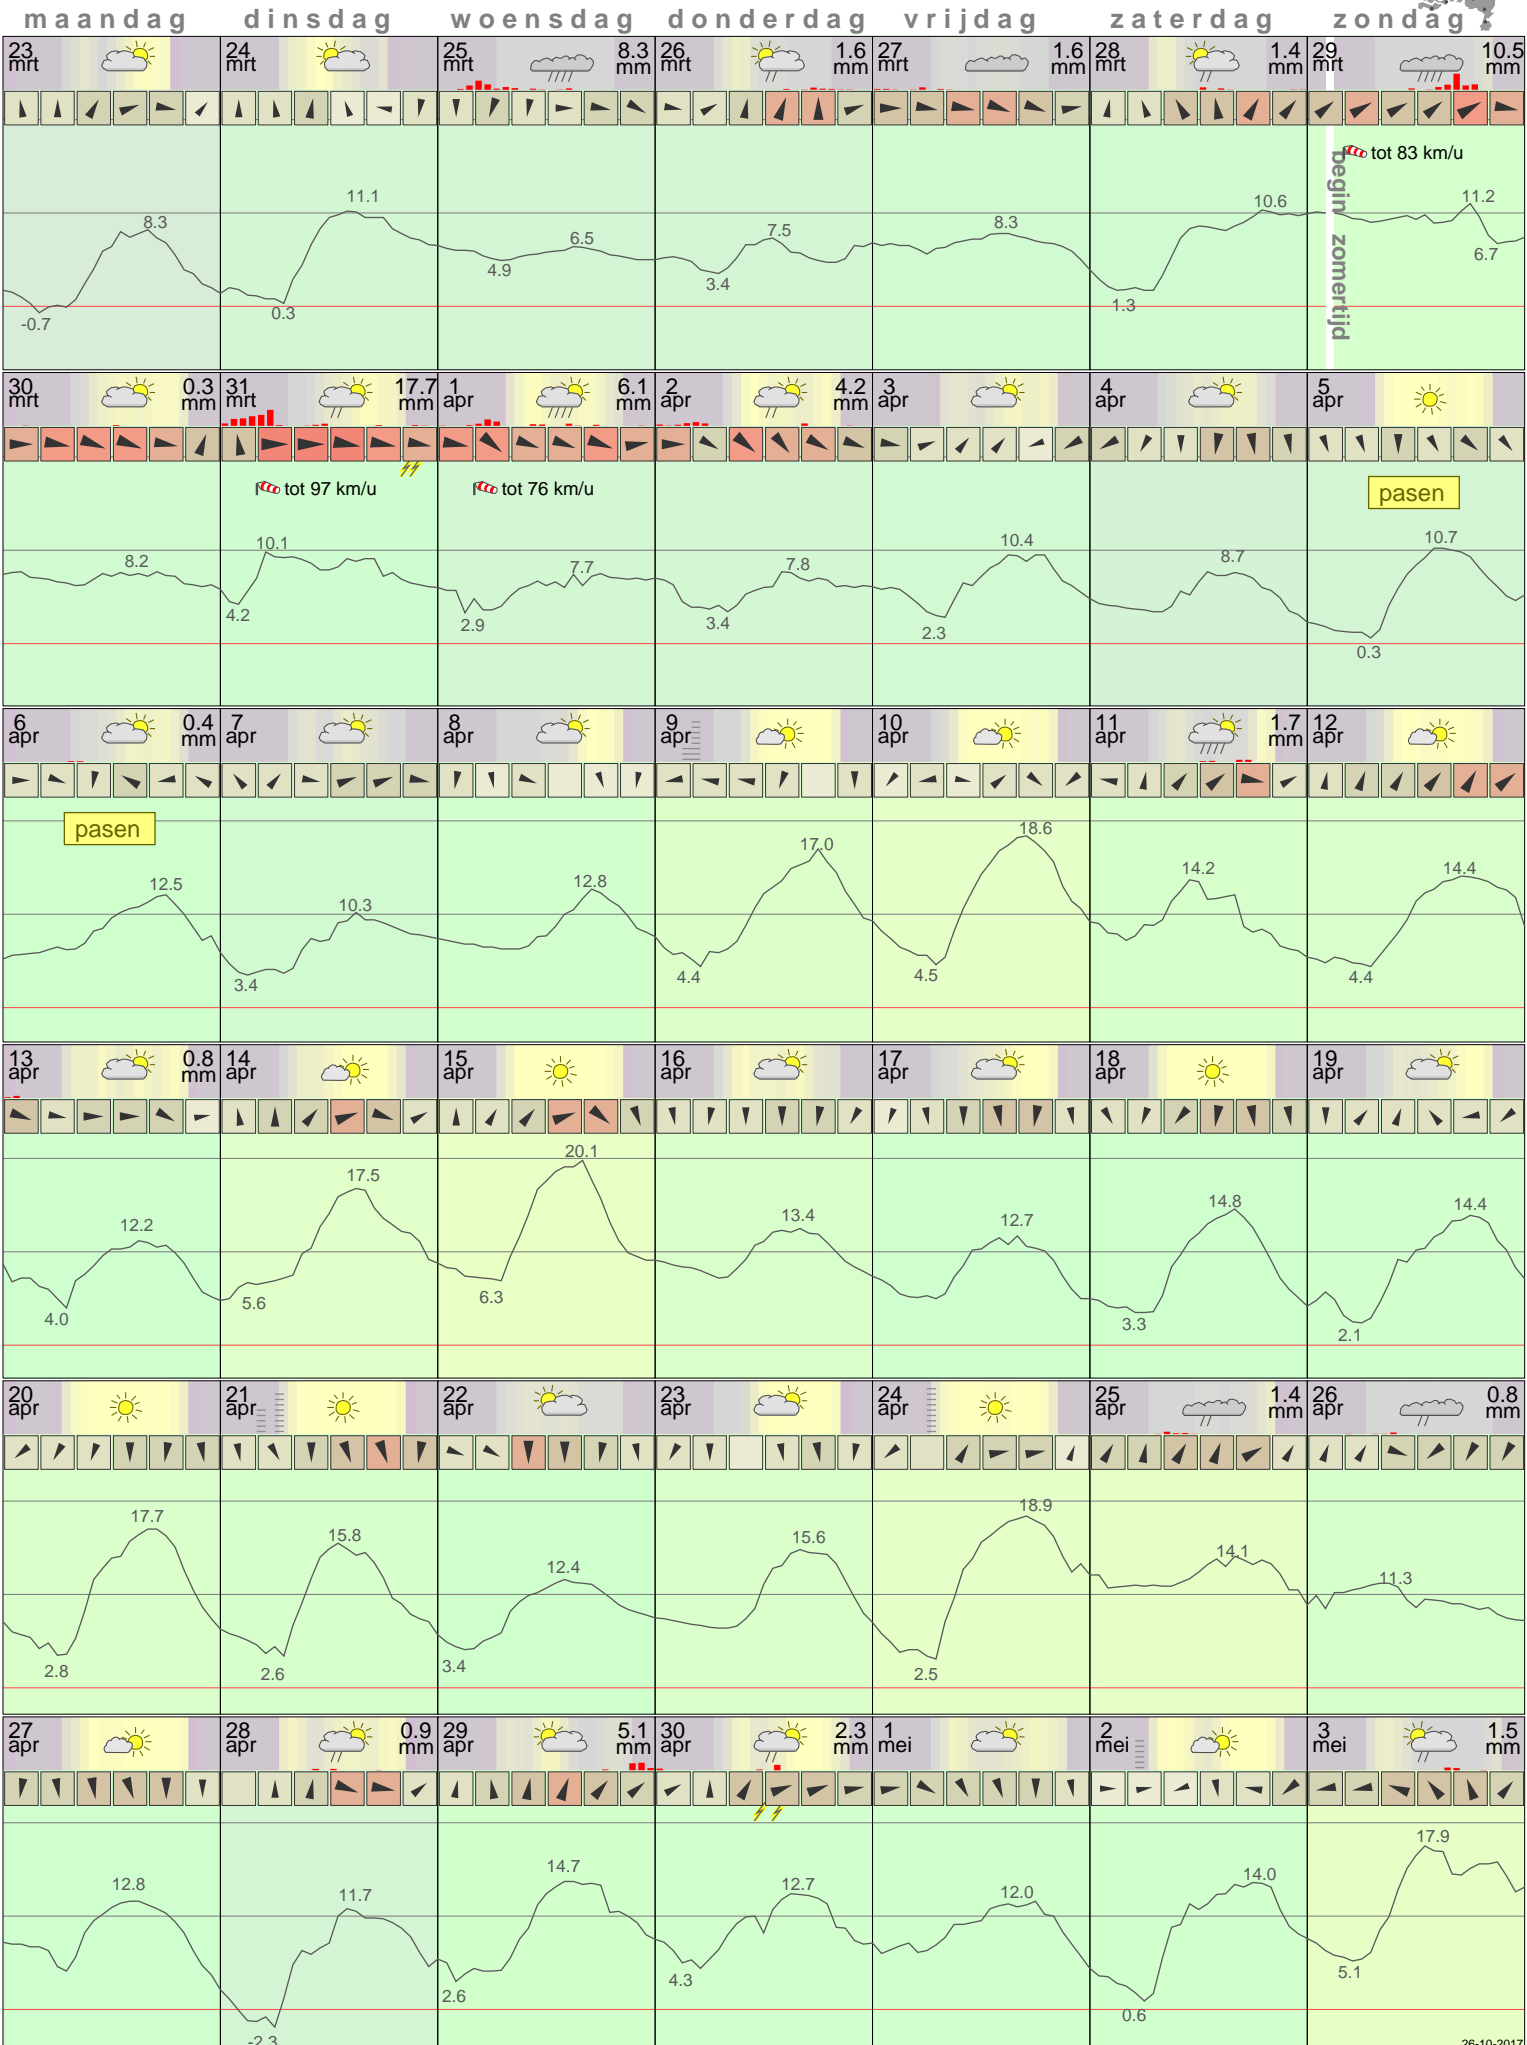 maandag dinsdag woensdag donderdag vrijdag zaterdag zondag
23 24 25 8.3 26 1.6 27 1.6 28 1.4 29 10.5
mrt mrt mrt mm mrt mm mrt mm mrt mm mrt mm
tot 83 km/u
begin zomertijd
8.3 11.1 4.9 6.5 7.5 8.3 10.6 11.2
-0.7 0.3 3.4 1.3 6.7
30 0.3 31 17.7 1 6.1 2 4.2 3 4 5
mrt mm mrt mm apr mm apr mm apr apr apr
tot 97 km/u tot 76 km/u pasen
8.2 10.1 7.7 7.8 10.4 8.7 10.7
4.2 2.9 3.4 2.3 0.3
6 0.4 7 8 9 10 11 1.7 12
apr mm apr apr apr apr apr mm apr
pasen
12.5 10.3 12.8 17.0 18.6 14.2 14.4
3.4 4.4 4.5 4.4
13 0.8 14 15 16 17 18 19
apr mm apr apr apr apr apr apr
12.2 17.5 20.1 13.4 12.7 14.8 14.4
4.0 5.6 6.3 3.3 2.1
20 21 22 23 24 25 1.4 26 0.8
apr apr apr apr apr apr mm apr mm
17.7 15.8 12.4 15.6 18.9 14.1 11.3
2.8 2.6 3.4 2.5
27 28 0.9 29 5.1 30 2.3 1 2 3 1.5
apr apr mm apr mm apr mm mei mei mei mm
12.8 11.7 14.7 12.7 12.0 14.0 17.9
-2.3 2.6 4.3 0.6 5.1
26-10-2017